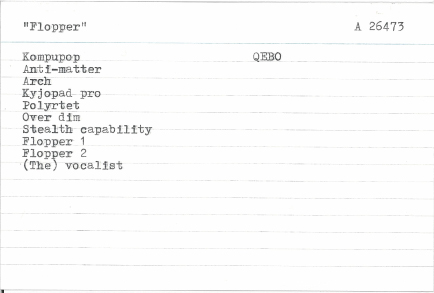 "Flopper" A 26473
Kompupop QEBO
Anti-matter
Arch
Kyjopad pro
Polyrtet
Over dim
Stealth capability
Flopper 1
Flopper 2
(The) vocalist